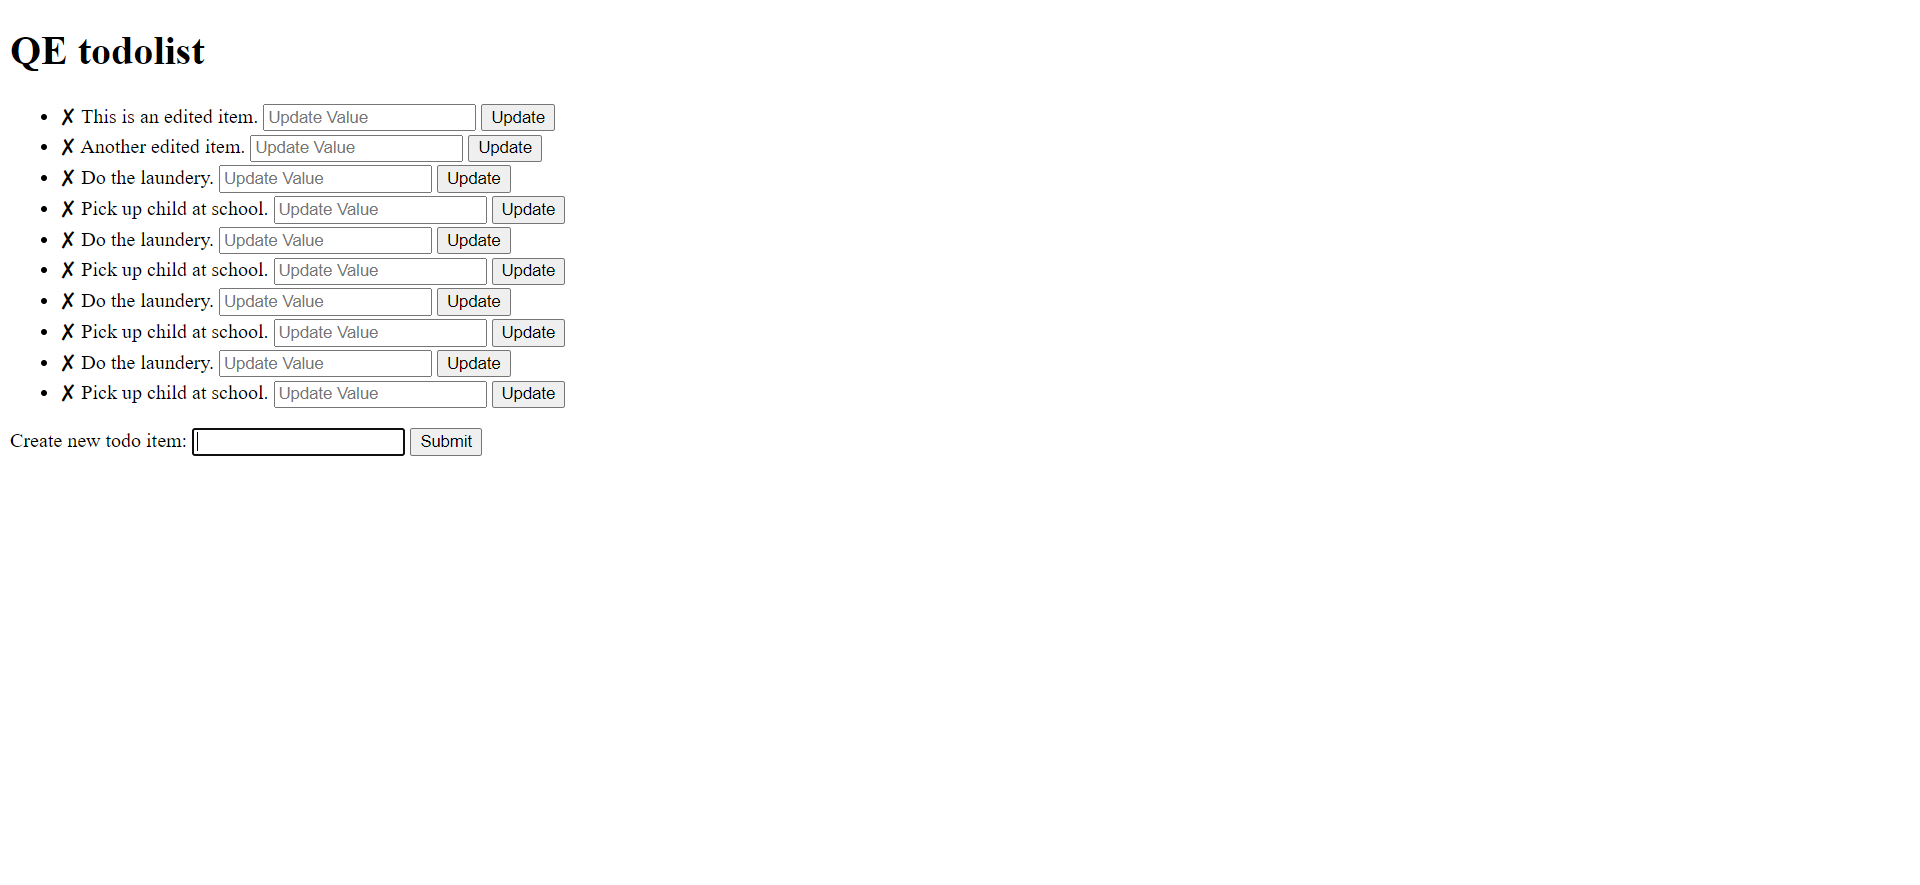 QE todolist
• ✗ This is an edited item. Update Value Update
• ✗ Another edited item. Update Value Update
• ✗ Do the laundery. Update Value Update
• ✗ Pick up child at school. Update Value Update
• ✗ Do the laundery. Update Value Update
• ✗ Pick up child at school. Update Value Update
• ✗ Do the laundery. Update Value Update
• ✗ Pick up child at school. Update Value Update
• ✗ Do the laundery. Update Value Update
• ✗ Pick up child at school. Update Value Update
Create new todo item: Submit